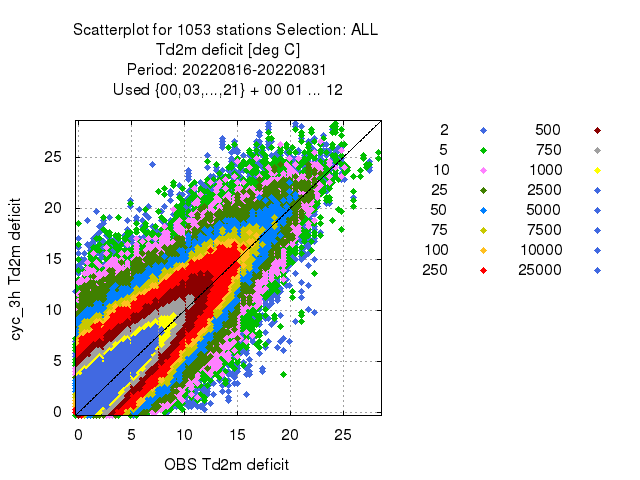 Scatterplot for 1053 stations Selection: ALL
Td2m deficit [deg C]
Period: 20220816-20220831
Used {00,03,...,21} + 00 01 ... 12
25
20
15
10
5
0
0 5 10 15 20 25
cyc_3h Td2m deficit
OBS Td2m deficit
2 500
5 750
10 1000
25 2500
50 5000
75 7500
100 10000
250 25000